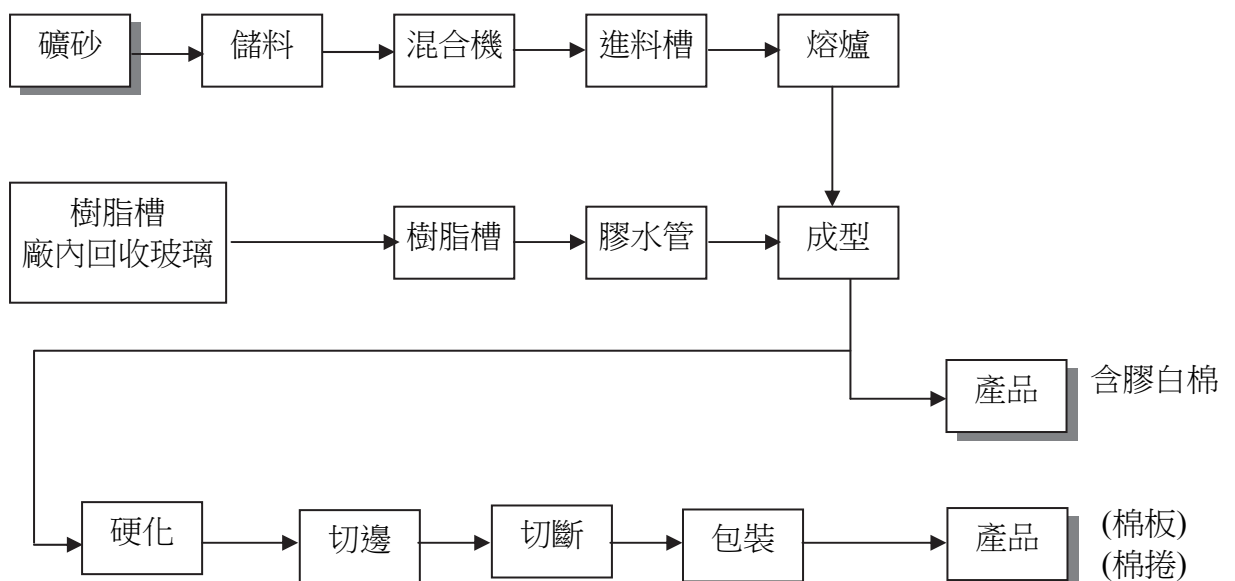 礦砂
儲料
混合機
進料槽
熔爐
樹脂槽
廠內回收玻璃
樹脂槽
膠水管
成型
產品
含膠白棉
硬化
切邊
切斷
包裝
產品
(棉板)
(棉捲)